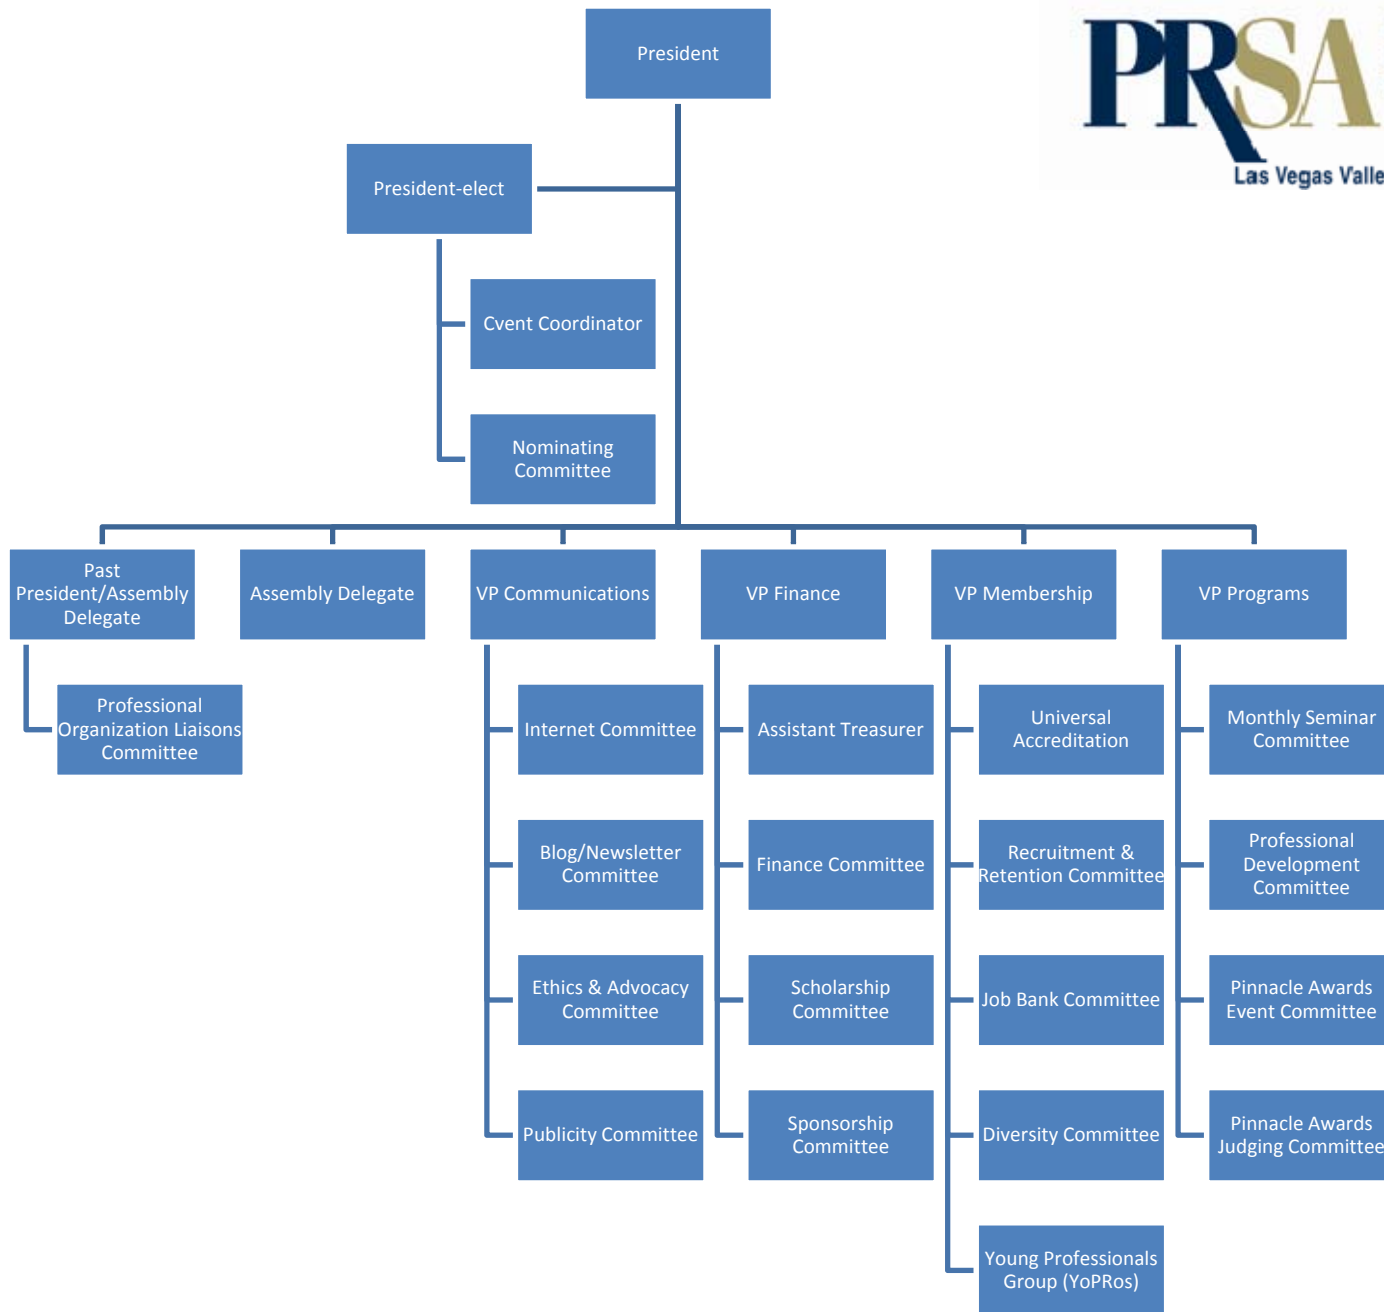 President
PRSA
Las Vegas Valle
President-elect
Cvent Coordinator
Nominating
Committee
Past
President/Assembly
Delegate
Assembly Delegate
VP Communications
VP Finance
VP Membership
VP Programs
Professional
Organization Liaisons
Committee
Internet Committee
Assistant Treasurer
Universal
Accreditation
Monthly Seminar
Committee
Blog/Newsletter
Committee
Finance Committee
Recruitment &
Retention Committee
Professional
Development
Committee
Ethics & Advocacy
Committee
Scholarship
Committee
Job Bank Committee
Pinnacle Awards
Event Committee
Publicity Committee
Sponsorship
Committee
Diversity Committee
Pinnacle Awards
Judging Committee
Young Professionals
Group (YoPRos)